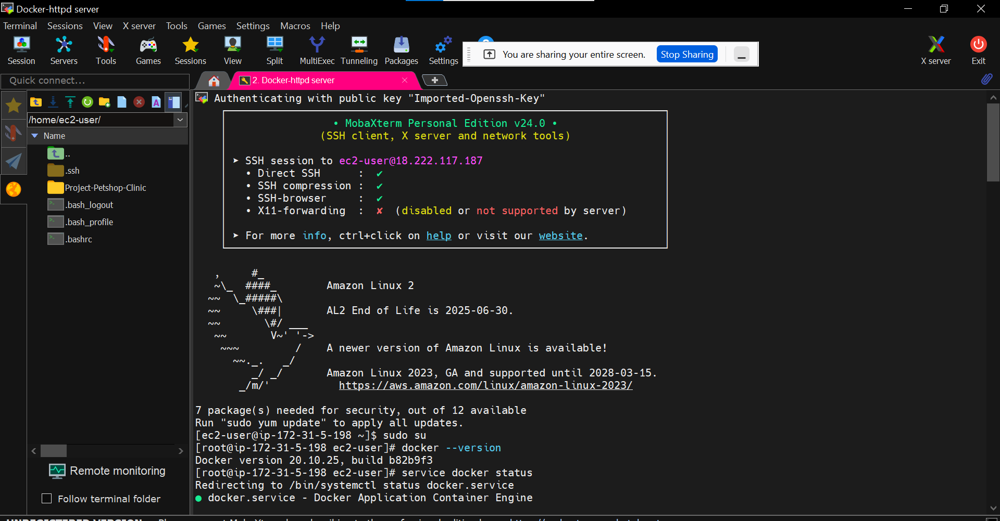 Docker-httpd server
Terminal Sessions View X server Tools Games Settings Macros Help
Session Servers Tools Games Sessions View Split MultiExec Tunneling Packages Settings
You are sharing your entire screen. Stop Sharing
X server Exit
Quick connect...
2. Docker-httpd server
/home/ec2-user/
Name
..
.ssh
Project-Petshop-Clinic
.bash_logout
.bash_profile
.bashrc
Remote monitoring
Follow terminal folder
Authenticating with public key "Imported-Openssh-Key"
• MobaXterm Personal Edition v24.0 •
(SSH client, X server and network tools)
➤ SSH session to ec2-user@18.222.117.187
• Direct SSH : ✔
• SSH compression : ✔
• SSH-browser : ✔
• X11-forwarding : ✘ (disabled or not supported by server)
➤ For more info, ctrl+click on help or visit our website.
   ,     #_
   ~\_  ####_        Amazon Linux 2
  ~~  \_#####\
  ~~     \###|       AL2 End of Life is 2025-06-30.
  ~~       \#/ ___
   ~~       V~' '->
    ~~~         /    A newer version of Amazon Linux is available!
      ~~._.   _/
         _/ _/       Amazon Linux 2023, GA and supported until 2028-03-15.
       _/m/'           https://aws.amazon.com/linux/amazon-linux-2023/
7 package(s) needed for security, out of 12 available
Run "sudo yum update" to apply all updates.
[ec2-user@ip-172-31-5-198 ~]$ sudo su
[root@ip-172-31-5-198 ec2-user]# docker --version
Docker version 20.10.25, build b82b9f3
[root@ip-172-31-5-198 ec2-user]# service docker status
Redirecting to /bin/systemctl status docker.service
● docker.service - Docker Application Container Engine
UNREGISTERED VERSION